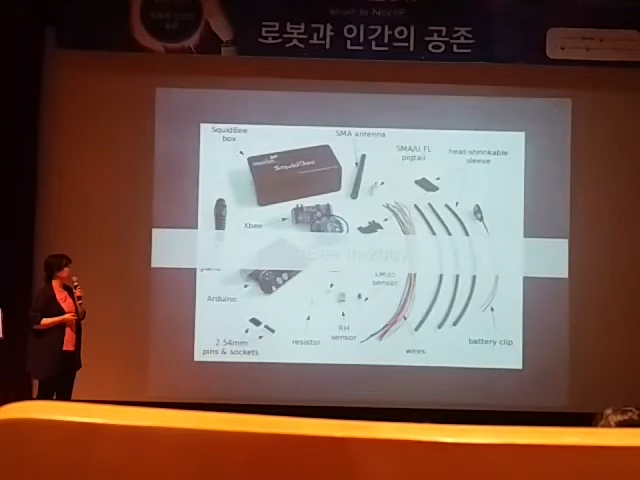 로봇과 인간의 공존
SquidBee
box
SMA antenna
SMA/U.FL
pigtail
heat-shrinkable
sleeve
SquidBee
Xbee
sensor
Arduino
2.54mm
pins & sockets
resistor
RH
sensor
wires
battery clip